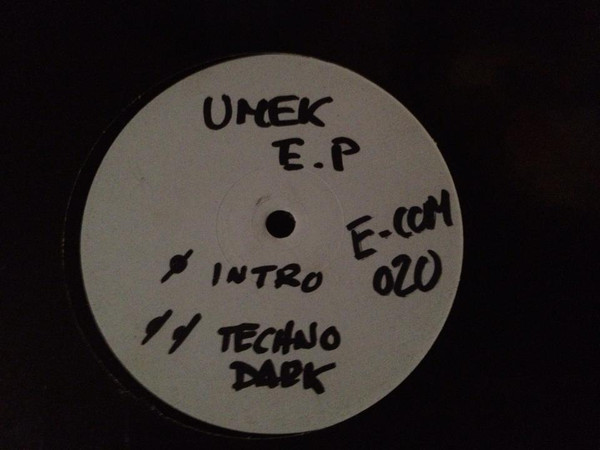 UMEK
E.P
E-COM
020
INTRO
TECHNO
DARK